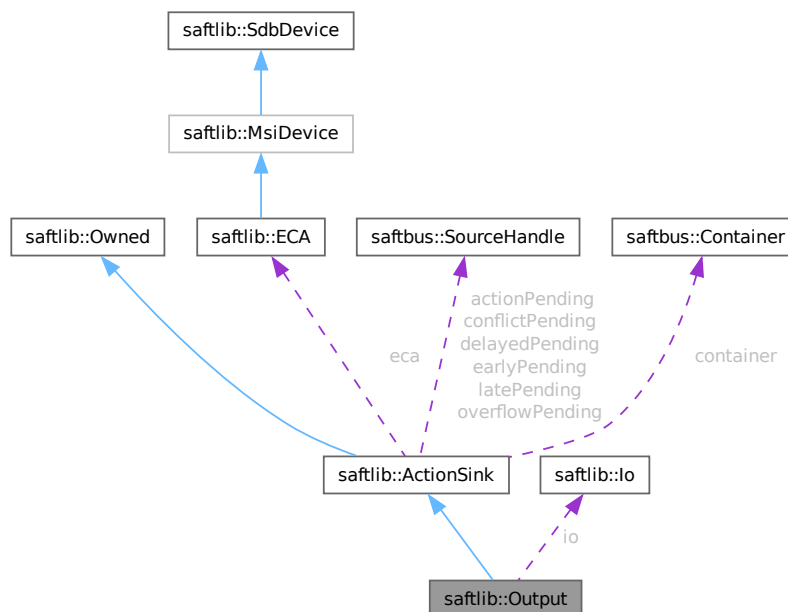 saftlib::SdbDevice
saftlib::MsiDevice
saftlib::Owned
saftlib::ECA
saftbus::SourceHandle
saftbus::Container
actionPending
conflictPending
delayedPending
earlyPending
latePending
overflowPending
eca
container
saftlib::ActionSink
saftlib::Io
io
saftlib::Output